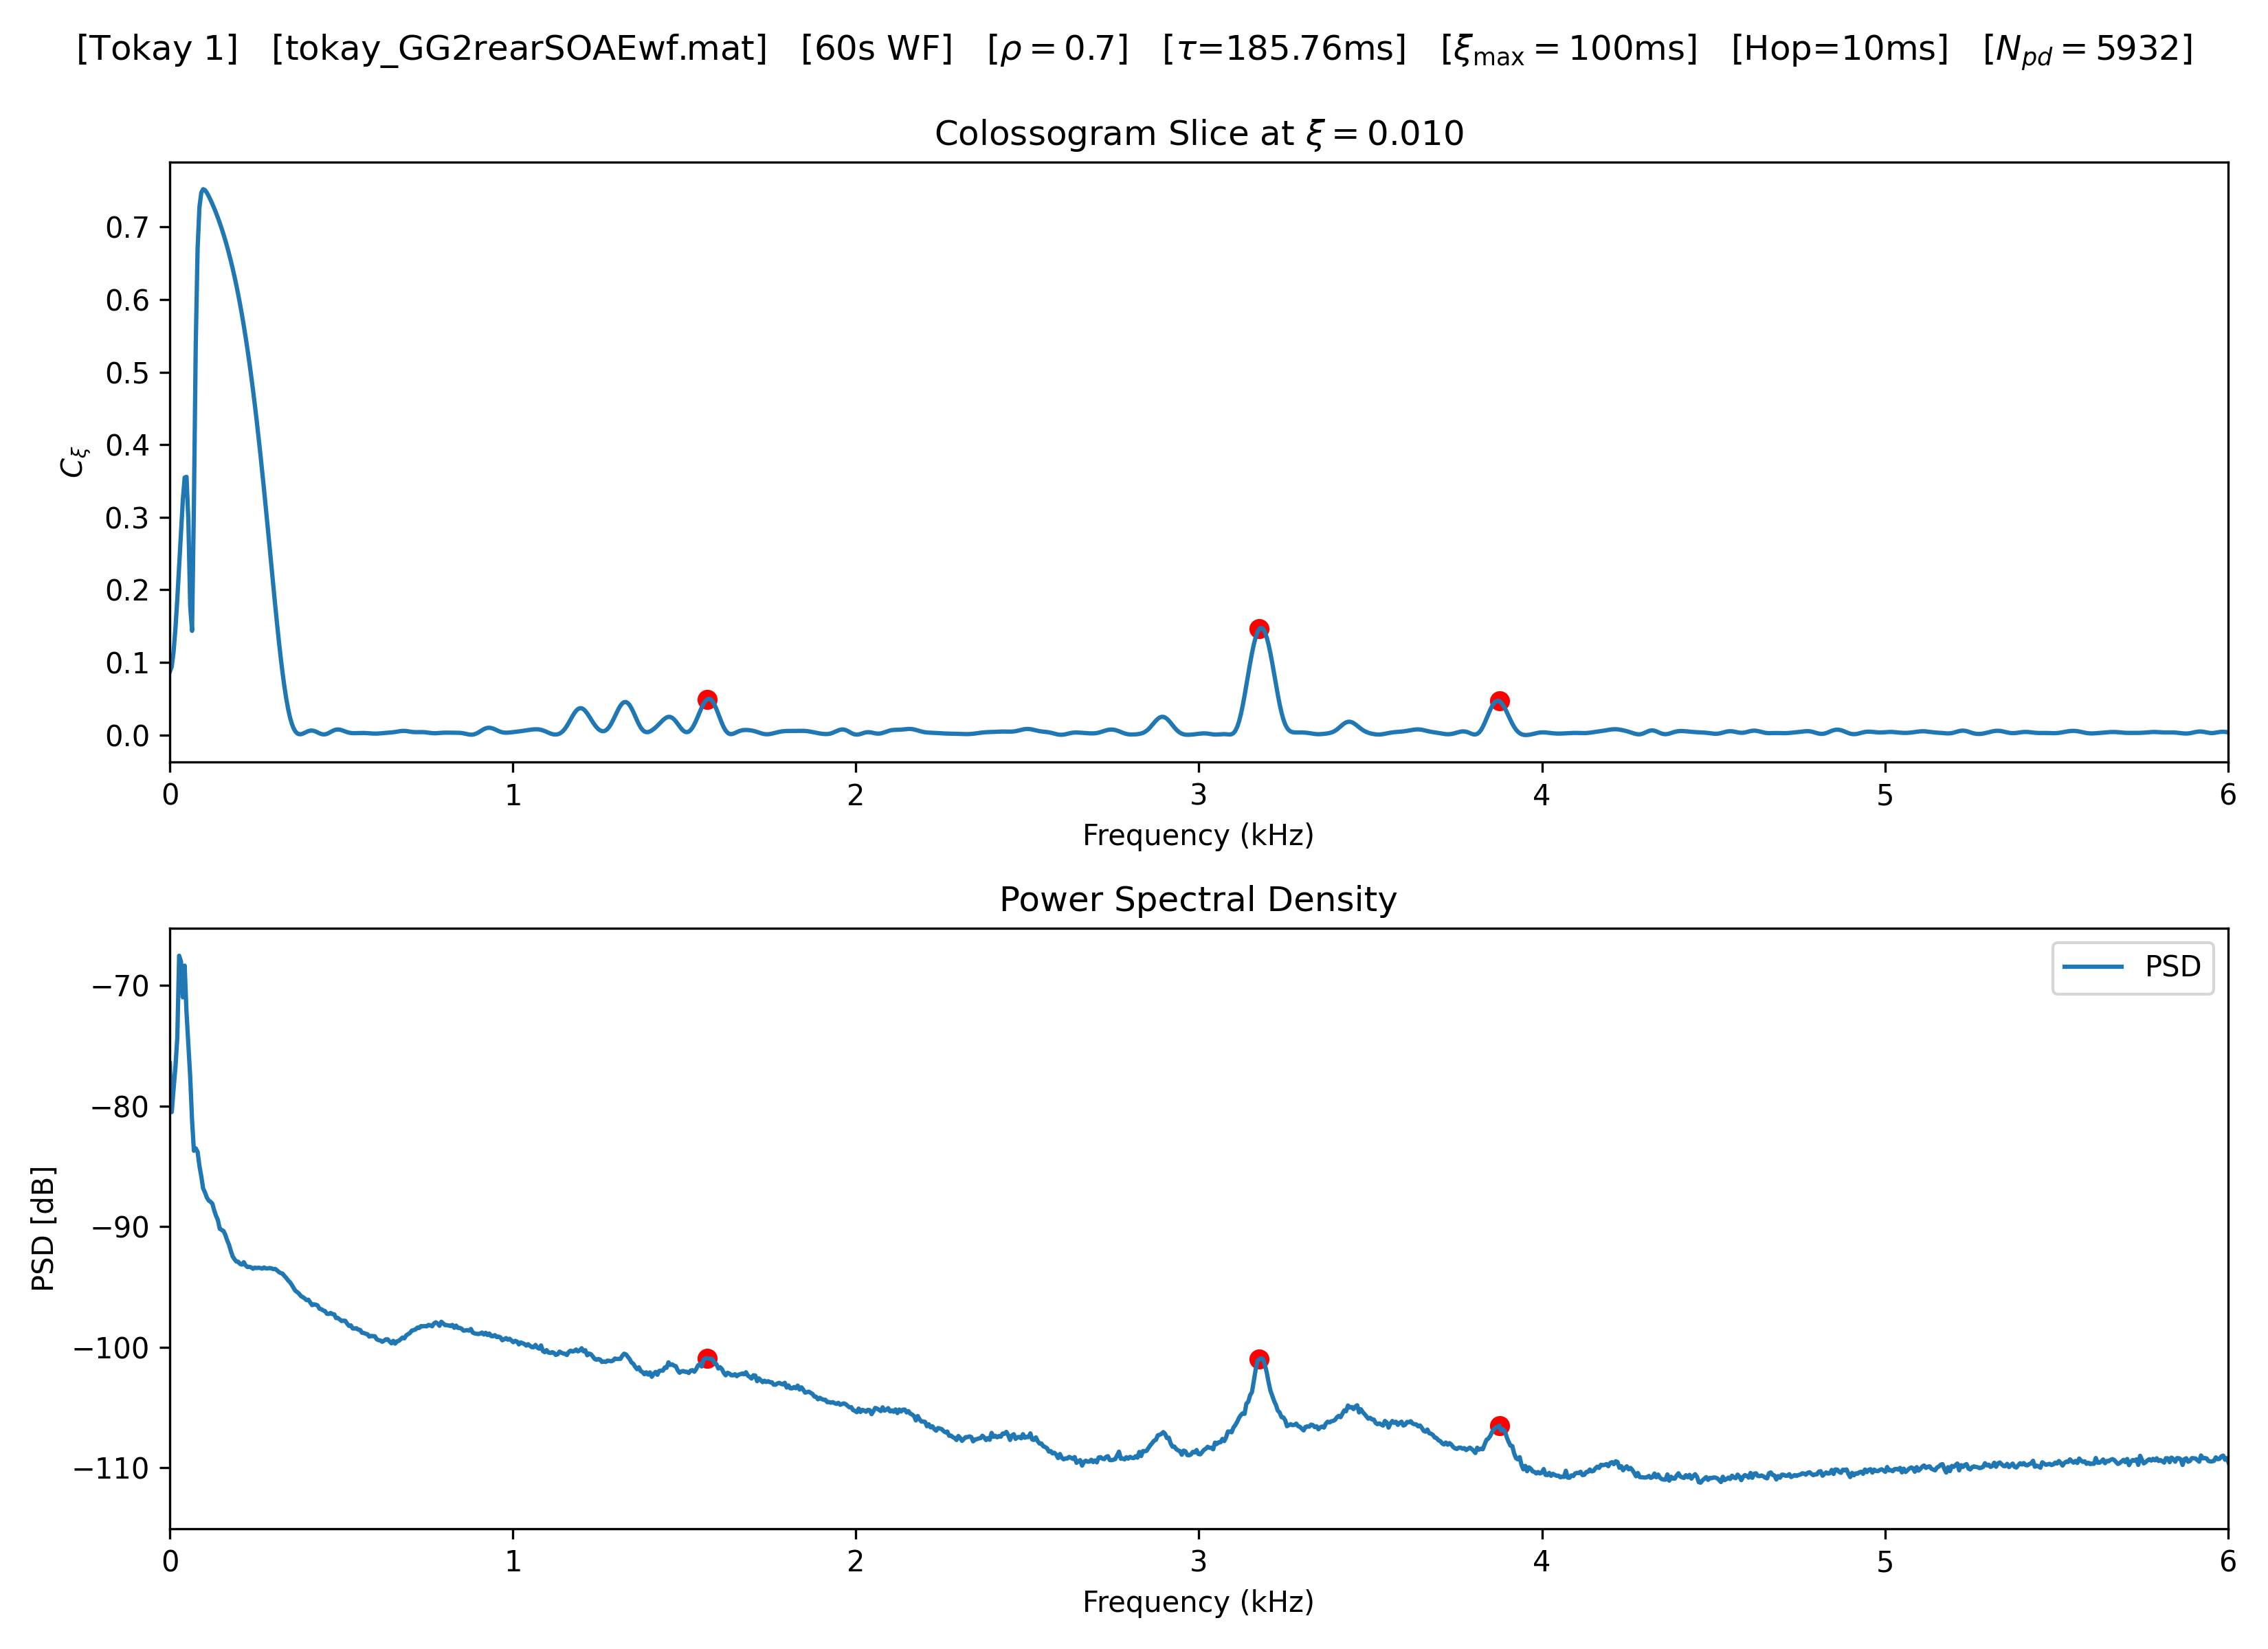 [Tokay 1] [tokay_GG2rearSOAEwf.mat] [60s WF] [ρ = 0.7] [τ=185.76ms] [ξmax = 100ms] [Hop=10ms] [Npd = 5932]
Colossogram Slice at ξ = 0.010
0.7
0.6
0.5
0.4
0.3
0.2
0.1
0.0
Cξ
0 1 2 3 4 5 6
Frequency (kHz)
Power Spectral Density
PSD
−70
−80
−90
−100
−110
PSD [dB]
0 1 2 3 4 5 6
Frequency (kHz)